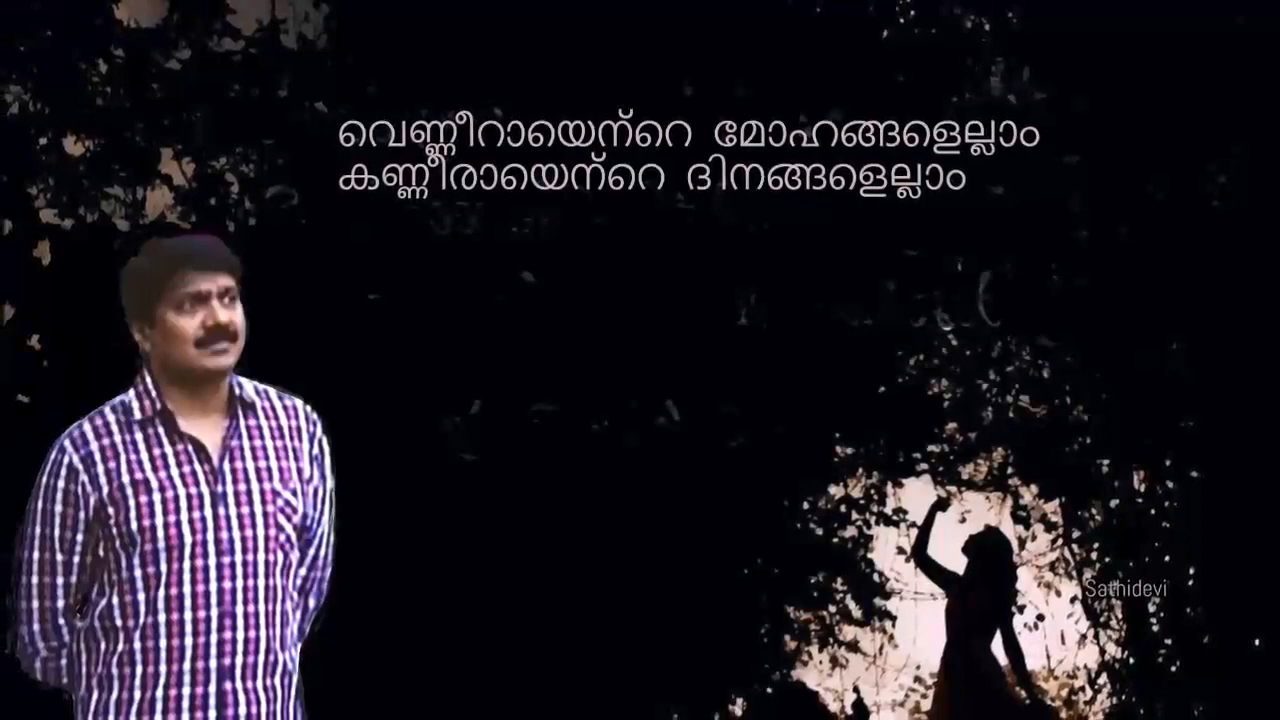 വെണ്ണീറായെന്റെ മോഹങ്ങളെല്ലാം
കണ്ണീരായെന്റെ ദിനങ്ങളെല്ലാം
Sathidevi